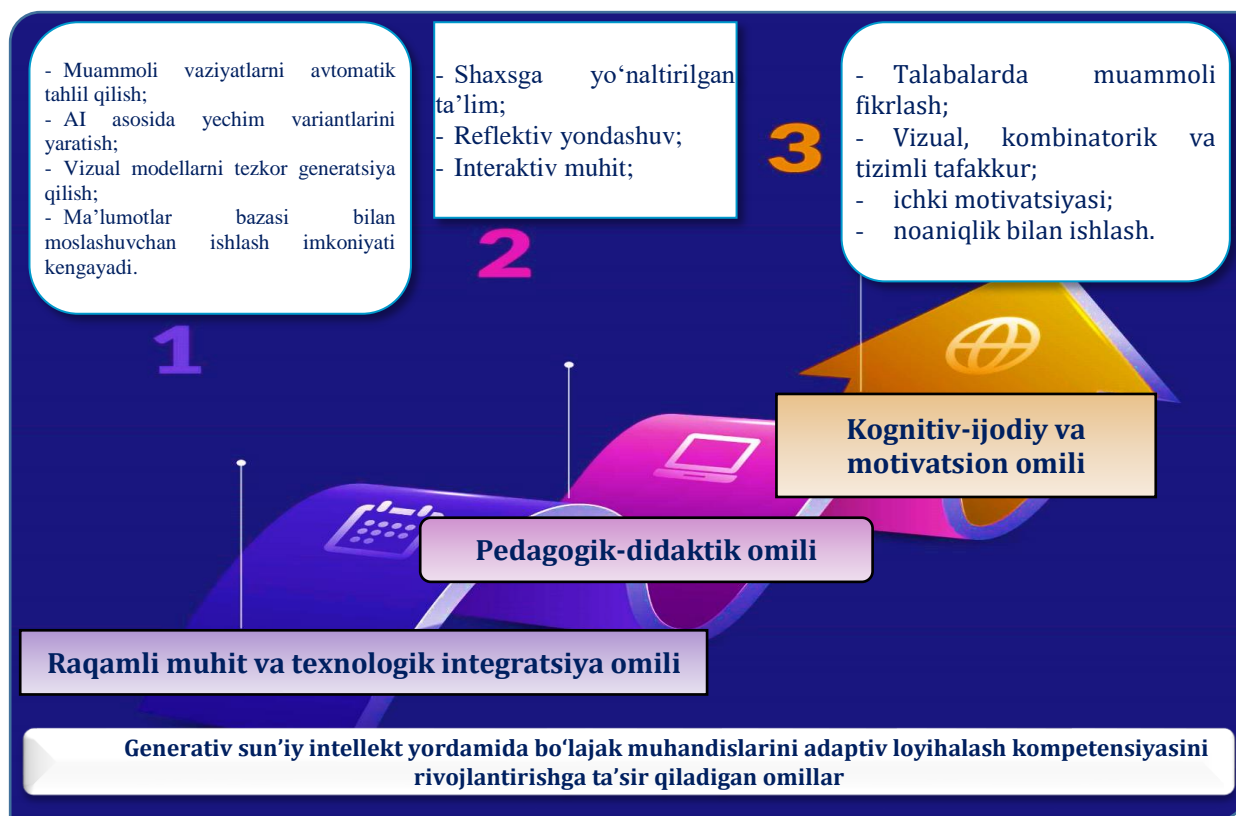 - Muammoli vaziyatlarni avtomatik
tahlil qilish;
- AI asosida yechim variantlarini
yaratish;
- Vizual modellarni tezkor generatsiya
qilish;
- Ma’lumotlar bazasi bilan
moslashuvchan ishlash imkoniyati
kengayadi.
1
- Shaxsga yo‘naltirilgan
ta’lim;
- Reflektiv yondashuv;
- Interaktiv muhit;
2
3
- Talabalarda muammoli
fikrlash;
- Vizual, kombinatorik va
tizimli tafakkur;
- ichki motivatsiyasi;
- noaniqlik bilan ishlash.
Kognitiv-ijodiy va
motivatsion omili
Pedagogik-didaktik omili
Raqamli muhit va texnologik integratsiya omili
Generativ sun’iy intellekt yordamida bo‘lajak muhandislarini adaptiv loyihalash kompetensiyasini
rivojlantirishga ta’sir qiladigan omillar